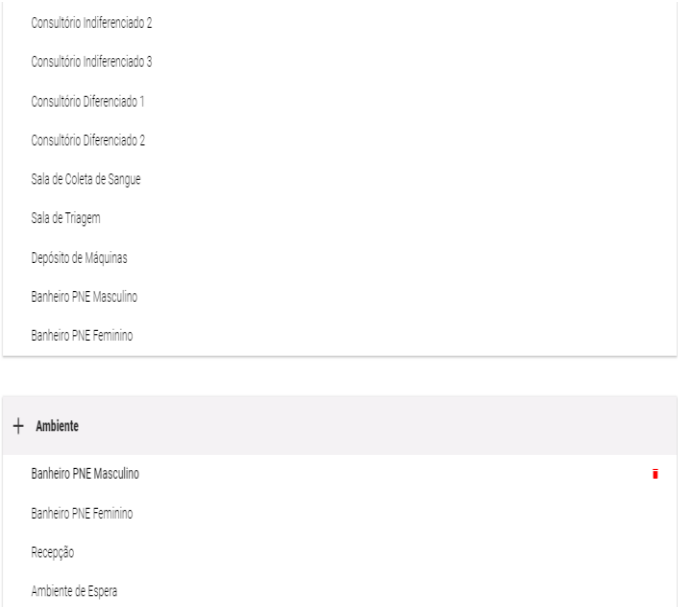 Consultório Indiferenciado 2
Consultório Indiferenciado 3
Consultório Diferenciado 1
Consultório Diferenciado 2
Sala de Coleta de Sangue
Sala de Triagem
Depósito de Máquinas
Banheiro PNE Masculino
Banheiro PNE Feminino
+ Ambiente
Banheiro PNE Masculino
Banheiro PNE Feminino
Recepção
Ambiente de Espera